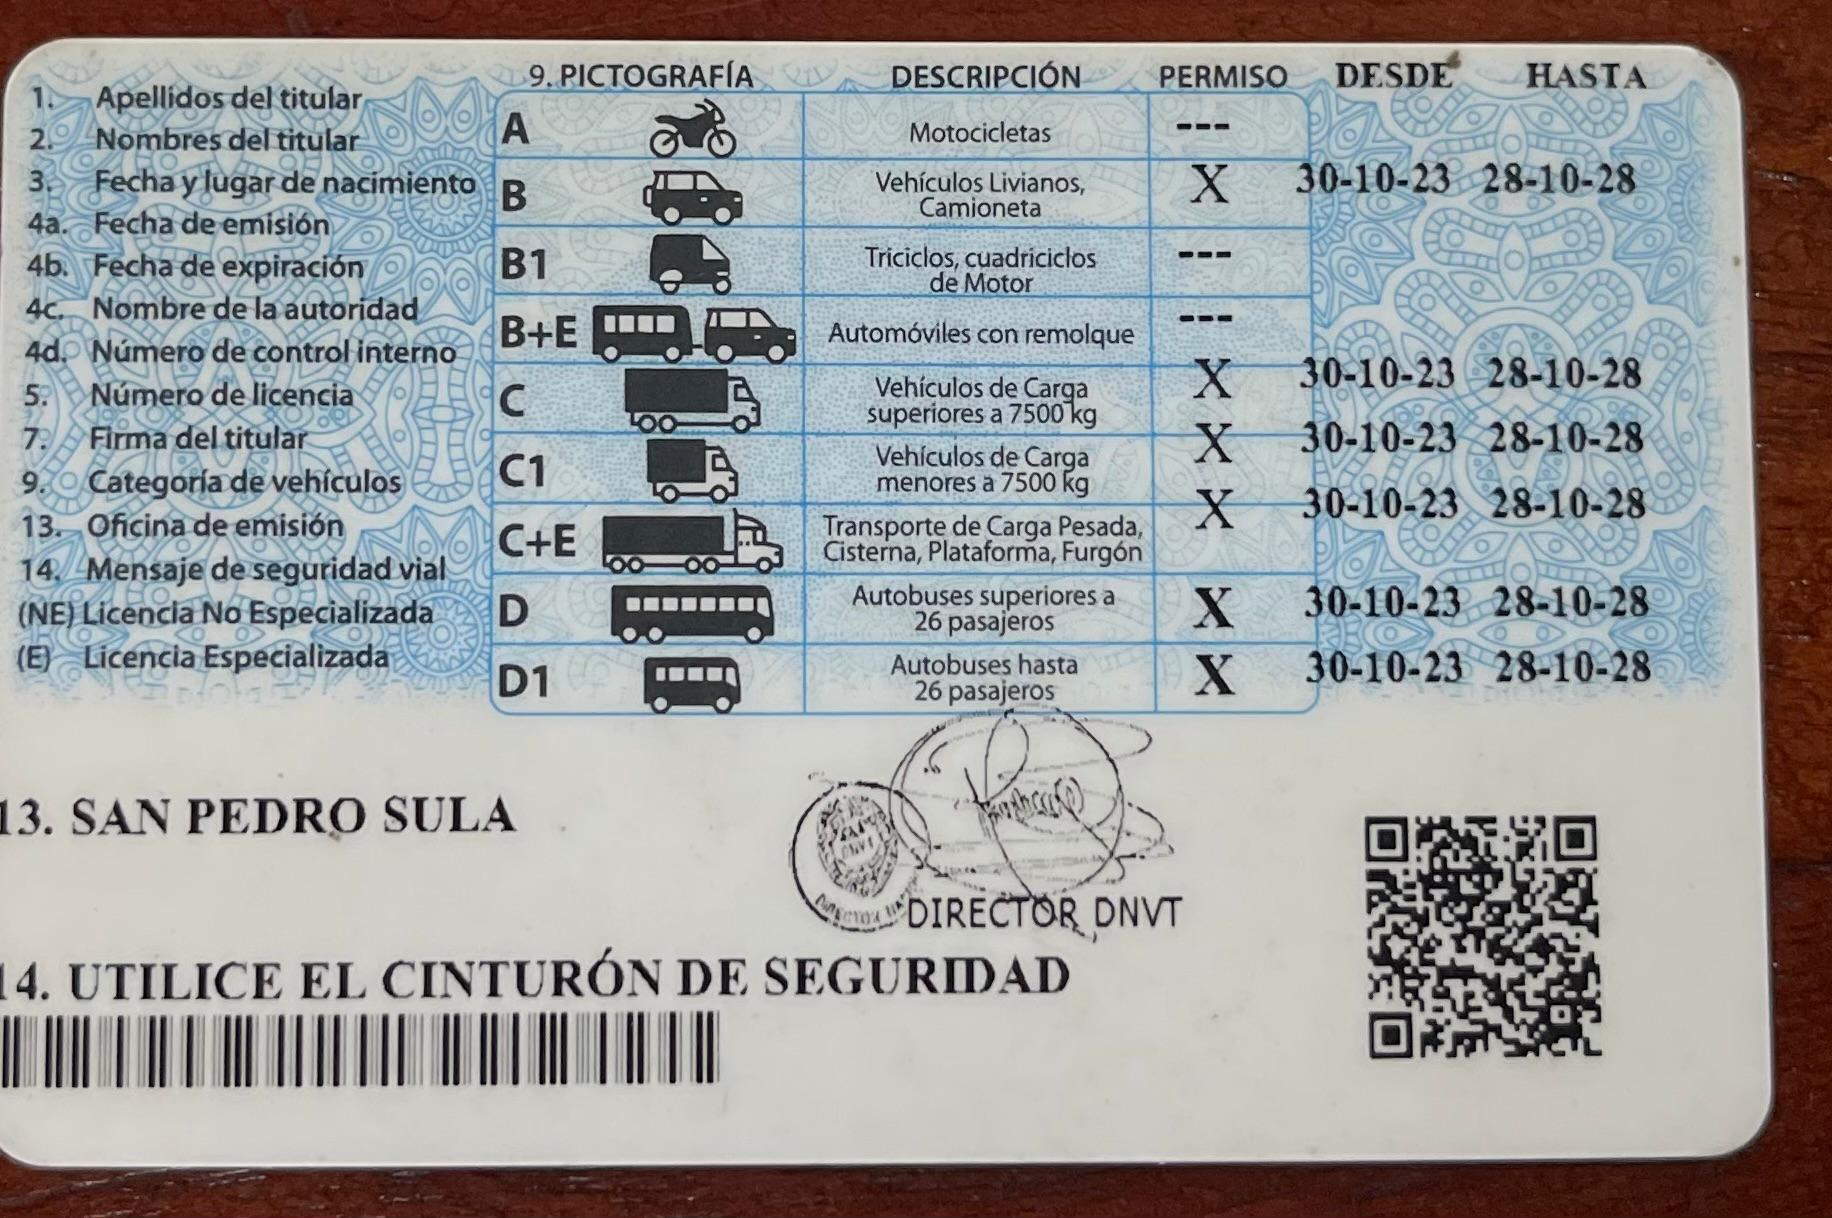 1. Apellidos del titular
2. Nombres del titular
3. Fecha y lugar de nacimiento
4a. Fecha de emisión
4b. Fecha de expiración
4c. Nombre de la autoridad
4d. Número de control interno
5. Número de licencia
7. Firma del titular
9. Categoría de vehículos
13. Oficina de emisión
14. Mensaje de seguridad vial
(NE) Licencia No Especializada
(E) Licencia Especializada
9. PICTOGRAFÍA DESCRIPCIÓN PERMISO DESDE HASTA
A Motocicletas ---
B Vehículos Livianos, X 30-10-23 28-10-28
Camioneta
B1 Triciclos, cuadriciclos ---
de Motor
B+E Automóviles con remolque ---
C Vehículos de Carga X 30-10-23 28-10-28
superiores a 7500 kg
C1 Vehículos de Carga X 30-10-23 28-10-28
menores a 7500 kg
C+E Transporte de Carga Pesada, X 30-10-23 28-10-28
Cisterna, Plataforma, Furgón
D Autobuses superiores a X 30-10-23 28-10-28
26 pasajeros
D1 Autobuses hasta X 30-10-23 28-10-28
26 pasajeros
13. SAN PEDRO SULA
DIRECTOR DNVT
14. UTILICE EL CINTURÓN DE SEGURIDAD